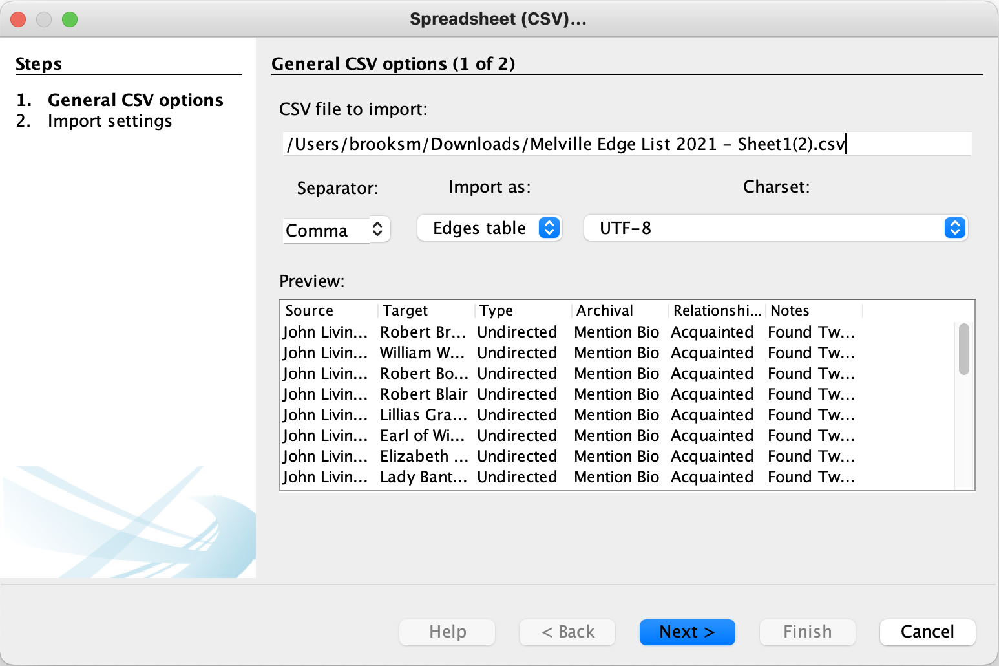 Spreadsheet (CSV)...
Steps
1. General CSV options
2. Import settings
General CSV options (1 of 2)
CSV file to import:
/Users/brooksm/Downloads/Melville Edge List 2021 – Sheet1(2).csv
Separator: Import as: Charset:
Comma Edges table UTF-8
Preview:
Source Target Type Archival Relationshi... Notes
John Livin... Robert Br... Undirected Mention Bio Acquainted Found Tw...
John Livin... William W... Undirected Mention Bio Acquainted Found Tw...
John Livin... Robert Bo... Undirected Mention Bio Acquainted Found Tw...
John Livin... Robert Blair Undirected Mention Bio Acquainted Found Tw...
John Livin... Lillias Gra... Undirected Mention Bio Acquainted Found Tw...
John Livin... Earl of Wi... Undirected Mention Bio Acquainted Found Tw...
John Livin... Elizabeth ... Undirected Mention Bio Acquainted Found Tw...
John Livin... Lady Bant... Undirected Mention Bio Acquainted Found Tw...
Help < Back Next > Finish Cancel